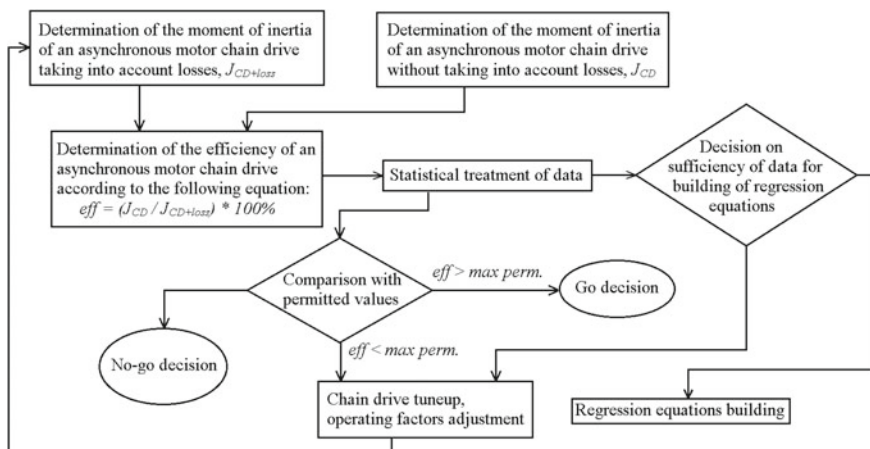 Determination of the moment of inertia
of an asynchronous motor chain drive
taking into account losses, J_CD+loss
Determination of the moment of inertia
of an asynchronous motor chain drive
without taking into account losses, J_CD
Determination of the efficiency of an
asynchronous motor chain drive
according to the following equation:
eff = (J_CD / J_CD+loss) * 100%
Statistical treatment of data
Decision on
sufficiency of data for
building of regression
equations
Comparison with
permitted values
eff > max perm.
Go decision
No-go decision
eff < max perm.
Chain drive tuneup,
operating factors adjustment
Regression equations building